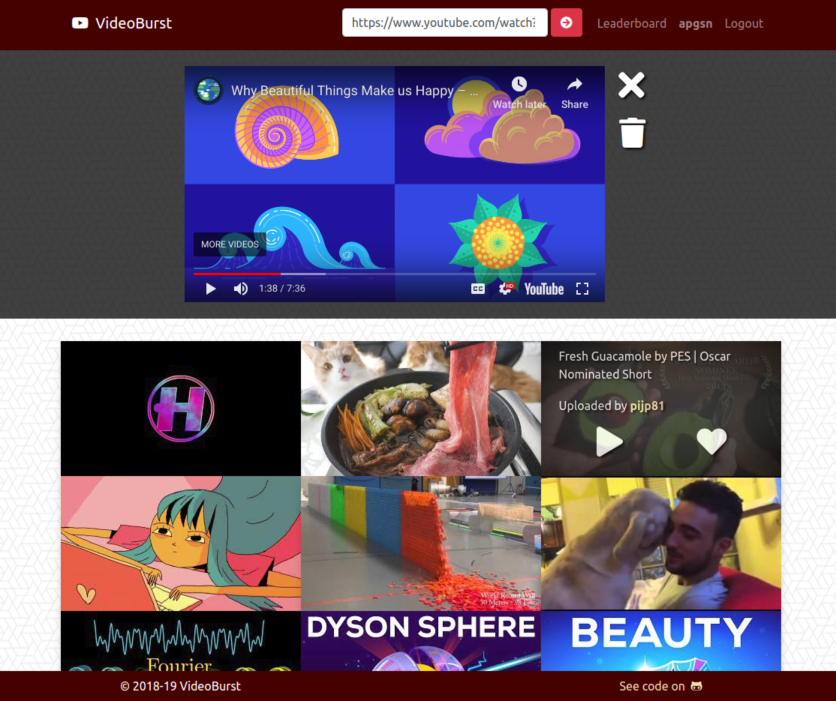 VideoBurst
https://www.youtube.com/watch?
Leaderboard apgsn Logout
Why Beautiful Things Make us Happy – ...
Watch later
Share
MORE VIDEOS
1:38 / 7:36
CC
HD
YouTube
H
Fresh Guacamole by PES | Oscar
Nominated Short
Uploaded by pijp81
DYSON SPHERE
BEAUTY
Fourier
© 2018-19 VideoBurst
See code on